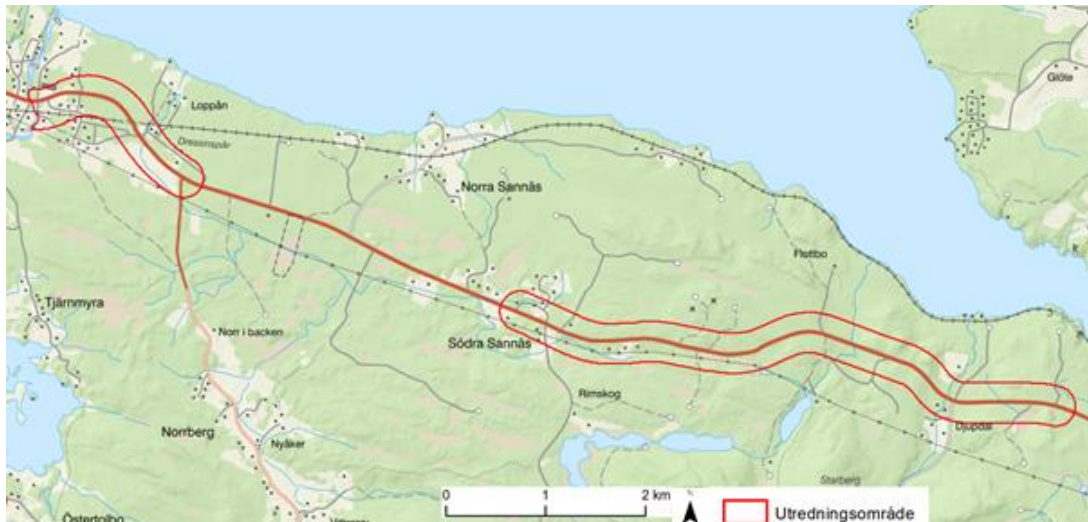 Loppån
Glöte
Dressinspår
Norra Sannäs
Flottbo
Tjärnmyra
Norr i backen
Södra Sannäs
Rimskog
Norrberg
Nyåker
Djupdal
Starberg
0 1 2 km
Östertolbo
Utredningsområde